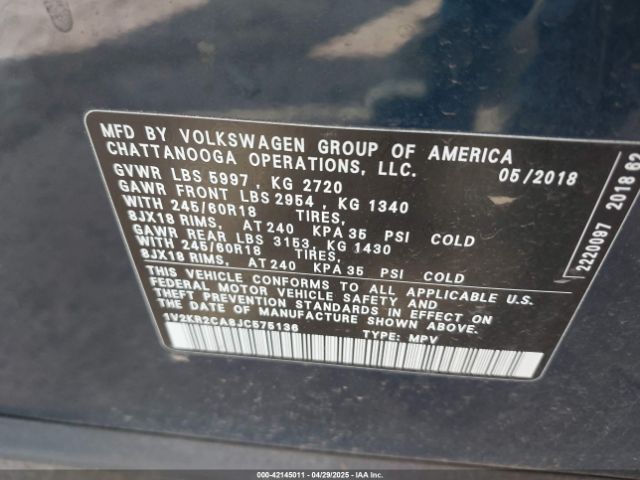 MFD BY VOLKSWAGEN GROUP OF AMERICA
CHATTANOOGA OPERATIONS, LLC. 05/2018
GVWR LBS 5997 , KG 2720
GAWR FRONT LBS 2954 , KG 1340
WITH 245/60R18 TIRES,
8JX18 RIMS, AT 240 KPA 35 PSI COLD
GAWR REAR LBS 3153, KG 1430
WITH 245/60R18 TIRES,
8JX18 RIMS, AT 240 KPA 35 PSI COLD
THIS VEHICLE CONFORMS TO ALL APPLICABLE U.S.
FEDERAL MOTOR VEHICLE SAFETY AND
THEFT PREVENTION STANDARDS IN EFFECT ON
THE DATE OF MANUFACTURE SHOWN ABOVE.
1V2KR2CA8JC575136
TYPE: MPV
2220097 2018 82
000-42145011 - 04/29/2025 - IAAI.com